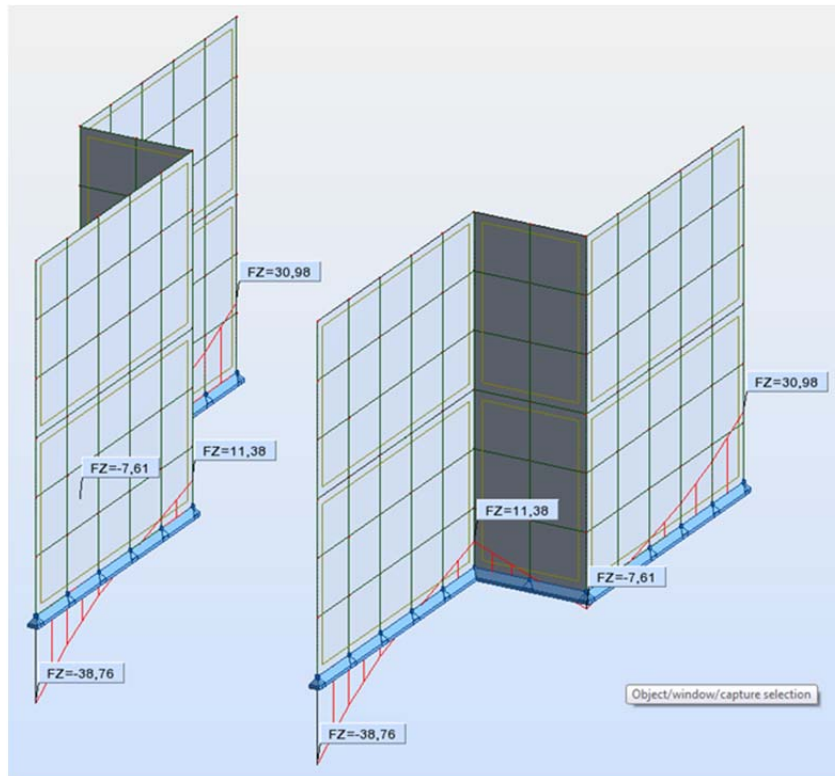 FZ=30,98
FZ=11,38
FZ=-7,61
FZ=-38,76
FZ=30,98
FZ=11,38
FZ=-7,61
FZ=-38,76
Object/window/capture selection